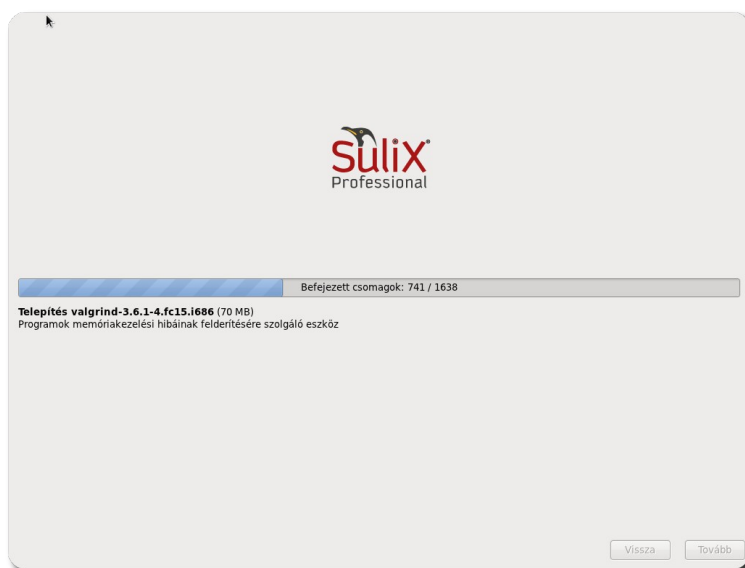 SuliX
Professional
Befejezett csomagok: 741 / 1638
Telepítés valgrind-3.6.1-4.fc15.i686 (70 MB)
Programok memóriakezelési hibáinak felderítésére szolgáló eszköz
Vissza
Tovább